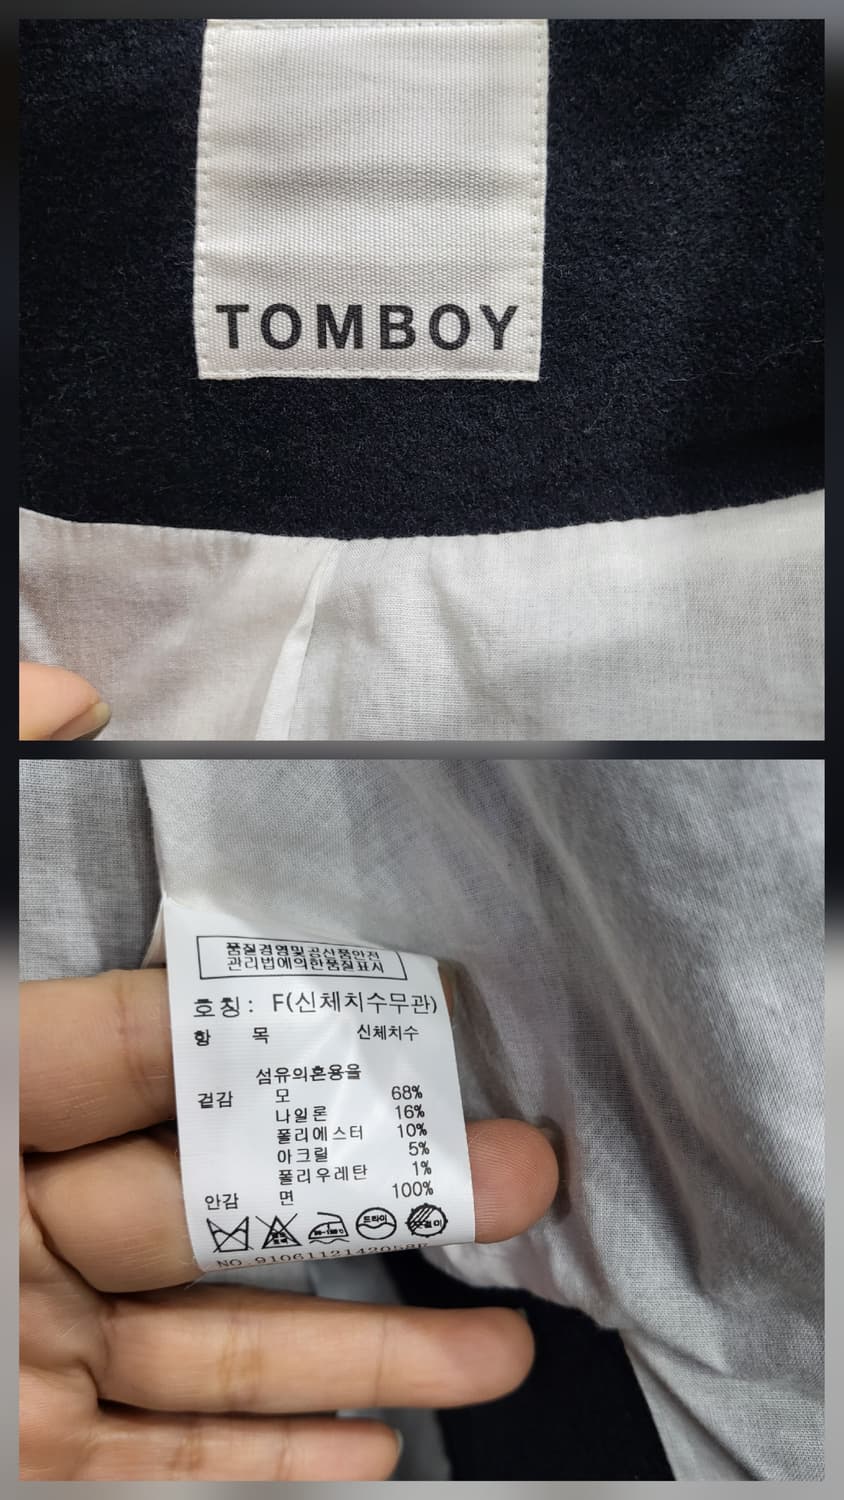 TOMBOY
품질경영및공산품안전
관리법에의한품질표시
호칭: F(신체치수무관)
항 목 신체치수
섬유의혼용율
겉감 모 68%
나일론 16%
폴리에스터 10%
아크릴 5%
폴리우레탄 1%
안감 면 100%
드라이